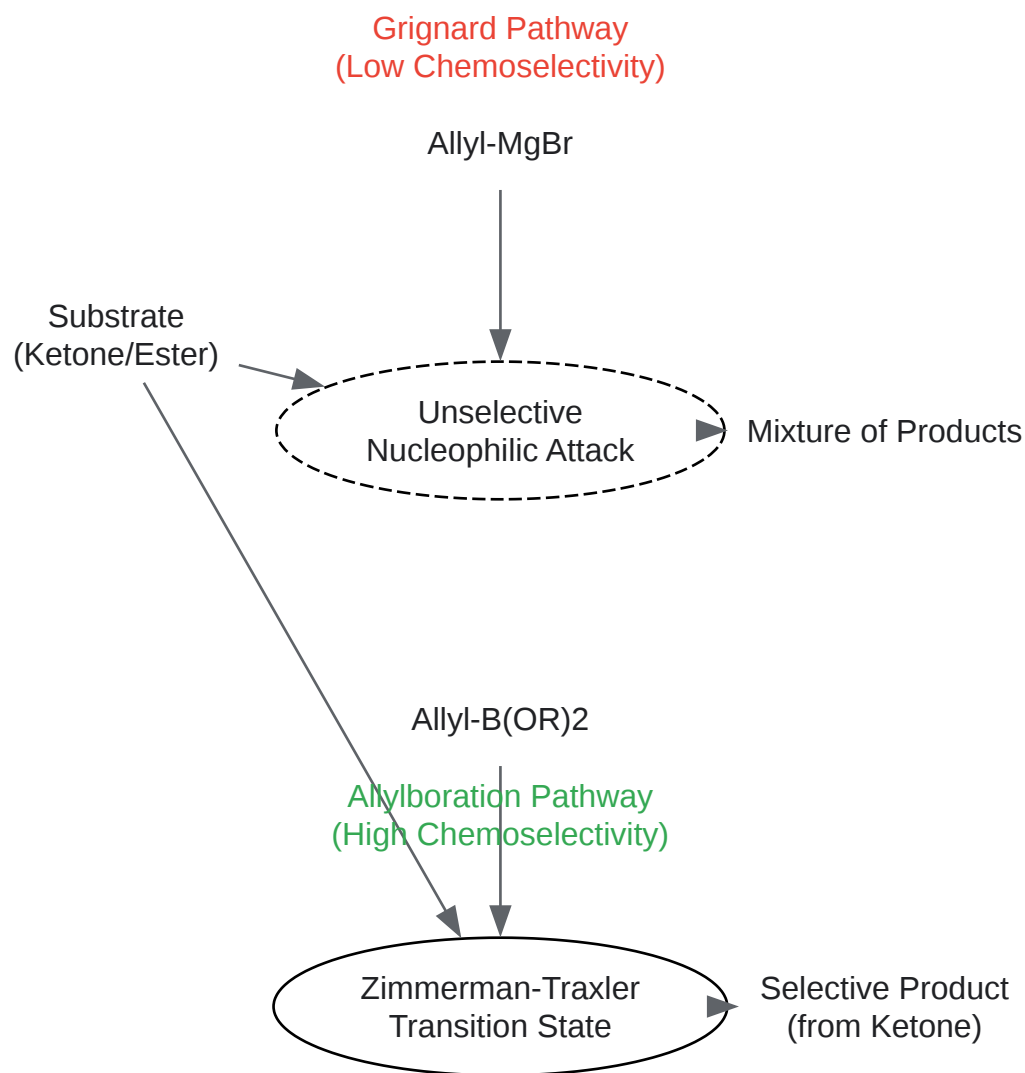 Grignard Pathway
(Low Chemoselectivity)
Allyl-MgBr
Substrate
(Ketone/Ester)
Unselective
Nucleophilic Attack
Mixture of Products
Allyl-B(OR)2
Allylboration Pathway
(High Chemoselectivity)
Zimmerman-Traxler
Transition State
Selective Product
(from Ketone)